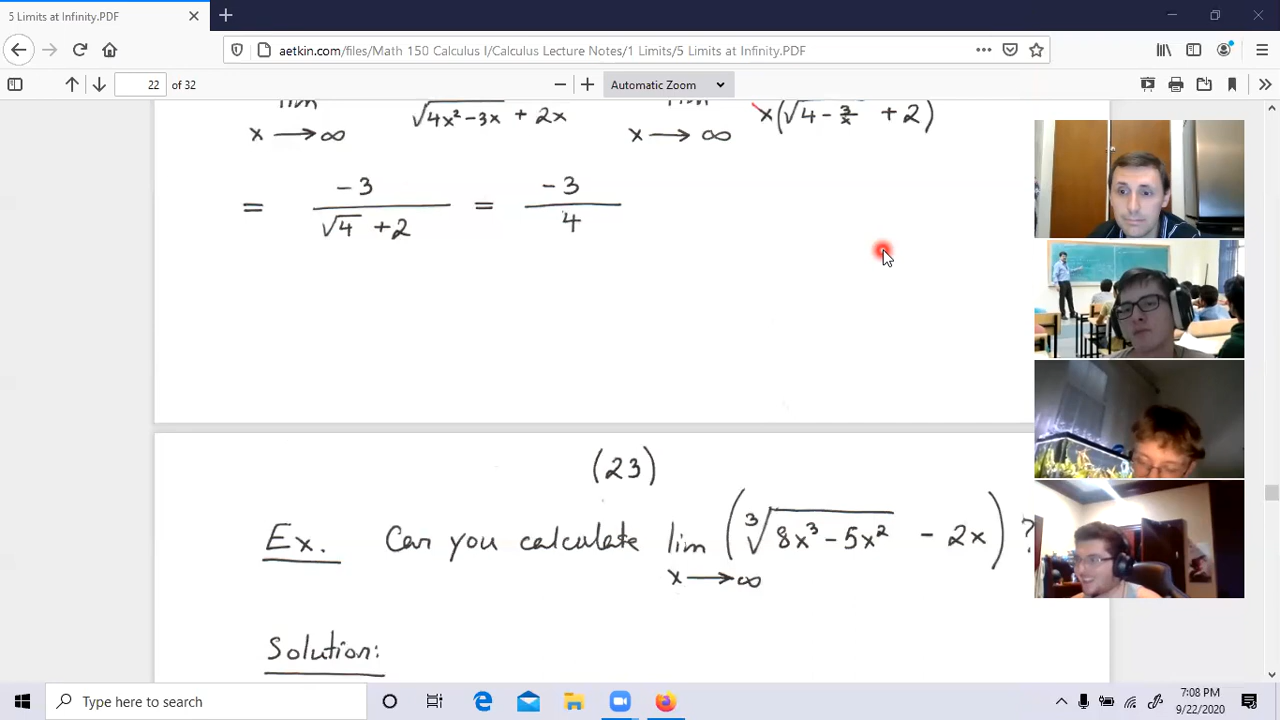 5 Limits at Infinity.PDF
aetkin.com/files/Math 150 Calculus I/Calculus Lecture Notes/1 Limits/5 Limits at Infinity.PDF
22 of 32
Automatic Zoom
lim x → ∞ √4x² - 3x + 2x lim x → ∞ x(√4 - 3/x + 2)
= -3 / (√4 + 2) = -3 / 4
(23)
Ex. Can you calculate lim x → ∞ (∛8x³ - 5x² - 2x) ?
Solution:
Type here to search
7:08 PM
9/22/2020